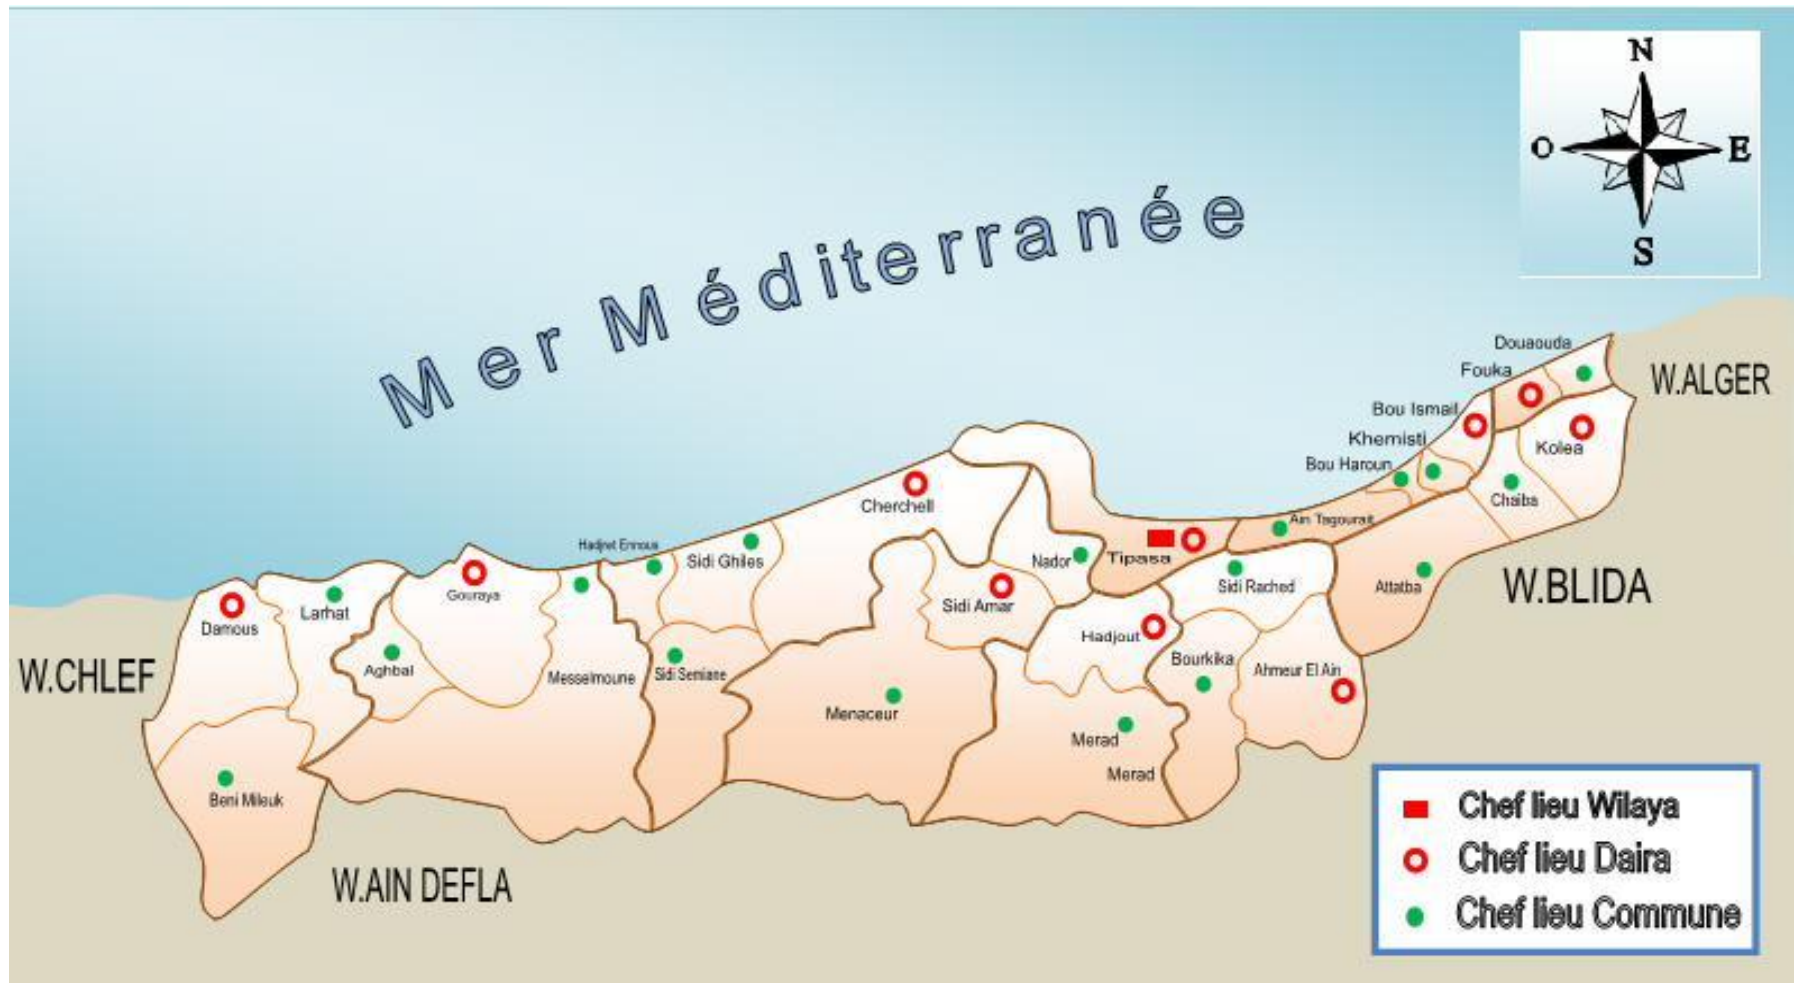 N
O E
S
Mer Méditerranée
Douaouda
Fouka
W.ALGER
Bou Ismail
Khemisti
Kolea
Bou Haroun
Chaiba
Cherchell
Ain Tagourait
Hadjret Ennous
Sidi Ghiles
Nador
Tipasa
Sidi Rached
Attatba
W.BLIDA
Gouraya
Larhat
Sidi Amar
Damous
Hadjout
Bourkika
Ahmeur El Ain
Aghbal
Messelmoune
Sidi Semiane
W.CHLEF
Menaceur
Merad
Merad
Beni Mileuk
W.AIN DEFLA
Chef lieu Wilaya
Chef lieu Daira
Chef lieu Commune